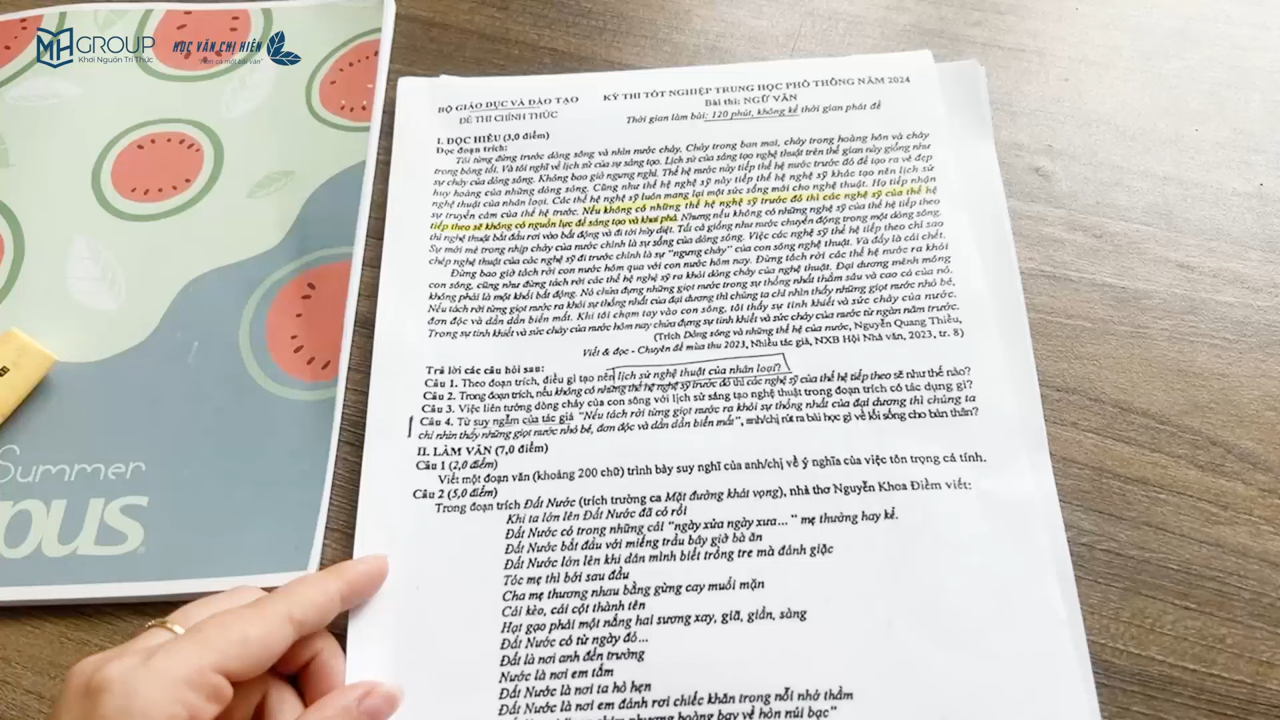 MH GROUP
Khơi Nguồn Tri Thức
HỌC VĂN CHỊ HIÊN
"Hơn cả một bài văn"
BỘ GIÁO DỤC VÀ ĐÀO TẠO
ĐỀ THI CHÍNH THỨC
KỲ THI TỐT NGHIỆP TRUNG HỌC PHỔ THÔNG NĂM 2024
Bài thi: NGỮ VĂN
Thời gian làm bài: 120 phút, không kể thời gian phát đề
I. ĐỌC HIỂU (3,0 điểm)
Đọc đoạn trích:
Tôi từng đứng trước dòng sông và nhìn nước chảy. Chảy trong ban mai, chảy trong hoàng hôn và chảy
trong bóng tối. Và tôi nghĩ về lịch sử của sự sáng tạo. Lịch sử của sáng tạo nghệ thuật trên thế gian này giống như
sự chảy của dòng sông. Không bao giờ ngưng nghỉ. Thế hệ nước này tiếp thế hệ nước trước đó để tạo ra vẻ đẹp
huy hoàng của những dòng sông. Cũng như thế hệ nghệ sỹ này tiếp thế hệ nghệ sỹ khác tạo nên lịch sử
nghệ thuật của nhân loại. Các thế hệ nghệ sỹ luôn mang lại một sức sống mới cho nghệ thuật. Họ tiếp nhận
sự truyền cảm của thế hệ trước. Nếu không có những thế hệ nghệ sỹ trước đó thì các nghệ sỹ của thế hệ
tiếp theo sẽ không có nguồn lực để sáng tạo và khai phá. Nhưng nếu không có những nghệ sỹ của thế hệ tiếp theo
thì nghệ thuật bắt đầu rơi vào bất động và đi tới hủy diệt. Tất cả giống như nước chuyển động trong một dòng sông.
Sự mới mẻ trong nhịp chảy của nước chính là sự sống của dòng sông. Việc các nghệ sỹ thế hệ tiếp theo chỉ sao
chép nghệ thuật của các nghệ sỹ đi trước chính là sự "ngưng chảy" của con sông nghệ thuật. Và đấy là cái chết.
Đừng bao giờ tách rời con nước hôm qua với con nước hôm nay. Đừng tách rời các thế hệ nước ra khỏi
con sông, cũng như đừng tách rời các thế hệ nghệ sỹ ra khỏi dòng chảy của nghệ thuật. Đại dương mênh mông
không phải là một khối bất động. Nó chứa đựng những giọt nước trong sự thống nhất thẳm sâu và cao cả của nó.
Nếu tách rời từng giọt nước ra khỏi sự thống nhất của đại dương thì chúng ta chỉ nhìn thấy những giọt nước nhỏ bé,
đơn độc và dần dần biến mất. Khi tôi chạm tay vào con sông, tôi thấy sự tinh khiết và sức chảy của nước.
Trong sự tinh khiết và sức chảy của nước hôm nay chứa đựng sự tinh khiết và sức chảy của nước từ ngàn năm trước.
(Trích Dòng sông và những thế hệ của nước, Nguyễn Quang Thiều,
Viết & đọc - Chuyên đề mùa thu 2023, Nhiều tác giả, NXB Hội Nhà văn, 2023, tr. 8)
Trả lời các câu hỏi sau:
Câu 1. Theo đoạn trích, điều gì tạo nên lịch sử nghệ thuật của nhân loại?
Câu 2. Trong đoạn trích, nếu không có những thế hệ nghệ sỹ trước đó thì các nghệ sỹ của thế hệ tiếp theo sẽ như thế nào?
Câu 3. Việc liên tưởng dòng chảy của con sông với lịch sử sáng tạo nghệ thuật trong đoạn trích có tác dụng gì?
Câu 4. Từ suy ngẫm của tác giả "Nếu tách rời từng giọt nước ra khỏi sự thống nhất của đại dương thì chúng ta
chỉ nhìn thấy những giọt nước nhỏ bé, đơn độc và dần dần biến mất", anh/chị rút ra bài học gì về lối sống cho bản thân?
II. LÀM VĂN (7,0 điểm)
Câu 1 (2,0 điểm)
Viết một đoạn văn (khoảng 200 chữ) trình bày suy nghĩ của anh/chị về ý nghĩa của việc tôn trọng cá tính.
Câu 2 (5,0 điểm)
Trong đoạn trích Đất Nước (trích trường ca Mặt đường khát vọng), nhà thơ Nguyễn Khoa Điềm viết:
Khi ta lớn lên Đất Nước đã có rồi
Đất Nước có trong những cái "ngày xửa ngày xưa... " mẹ thường hay kể.
Đất Nước bắt đầu với miếng trầu bây giờ bà ăn
Đất Nước lớn lên khi dân mình biết trồng tre mà đánh giặc
Tóc mẹ thì bới sau đầu
Cha mẹ thương nhau bằng gừng cay muối mặn
Cái kèo, cái cột thành tên
Hạt gạo phải một nắng hai sương xay, giã, giần, sàng
Đất Nước có từ ngày đó...
Đất là nơi anh đến trường
Nước là nơi em tắm
Đất Nước là nơi ta hò hẹn
Đất Nước là nơi em đánh rơi chiếc khăn trong nỗi nhớ thầm
phượng hoàng bay về hòn núi bạc"
Summer
pus